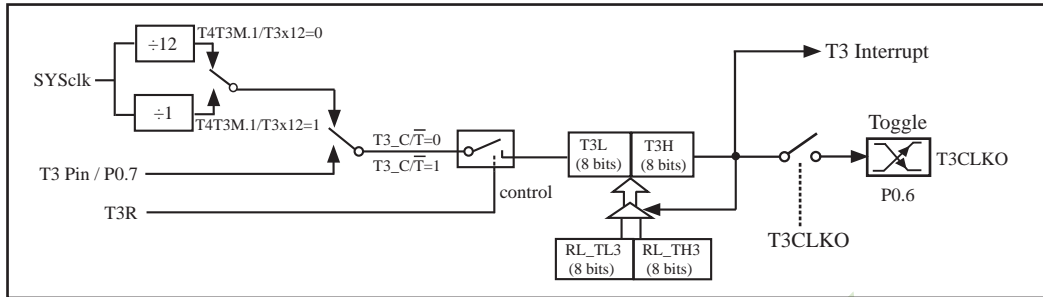 ÷12
T4T3M.1/T3x12=0
SYSclk
÷1
T4T3M.1/T3x12=1
T3_C/T̅=0
T3_C/T̅=1
T3 Pin / P0.7
T3R
control
T3L
(8 bits)
T3H
(8 bits)
RL_TL3
(8 bits)
RL_TH3
(8 bits)
T3 Interrupt
Toggle
T3CLKO
P0.6
T3CLKO